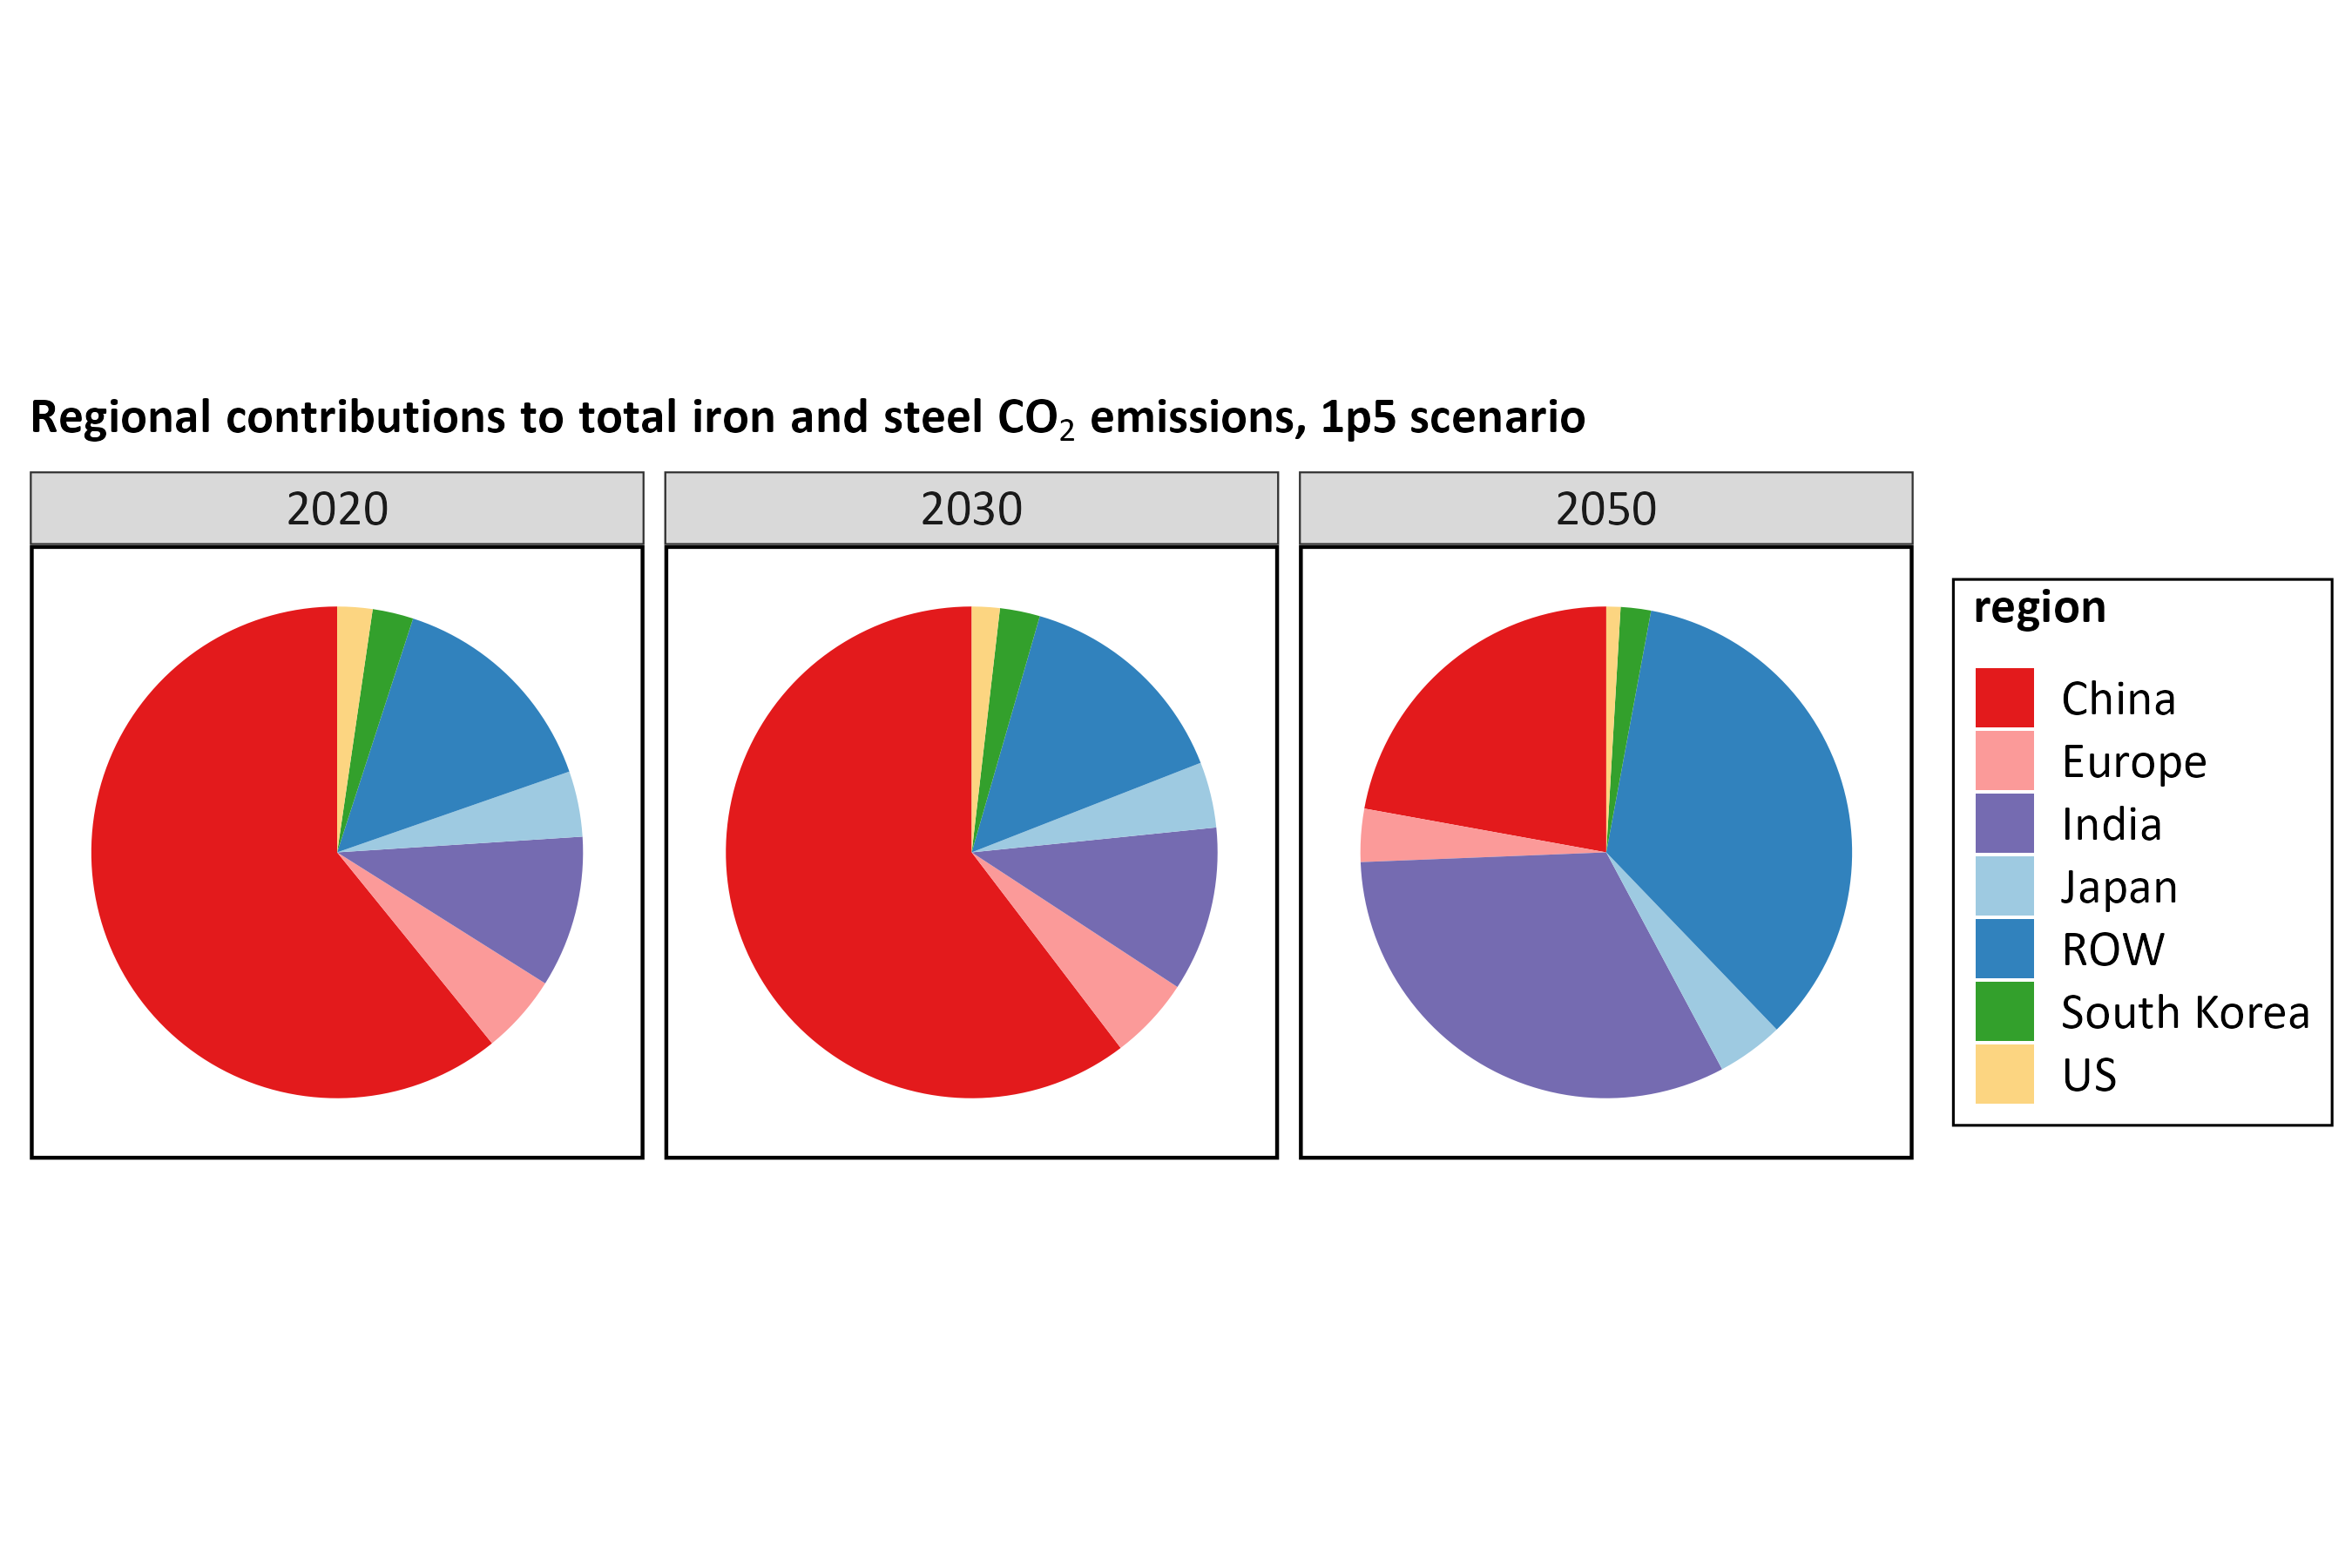 Regional contributions to total iron and steel CO₂ emissions, 1p5 scenario
2020
2030
2050
region
China
Europe
India
Japan
ROW
South Korea
US